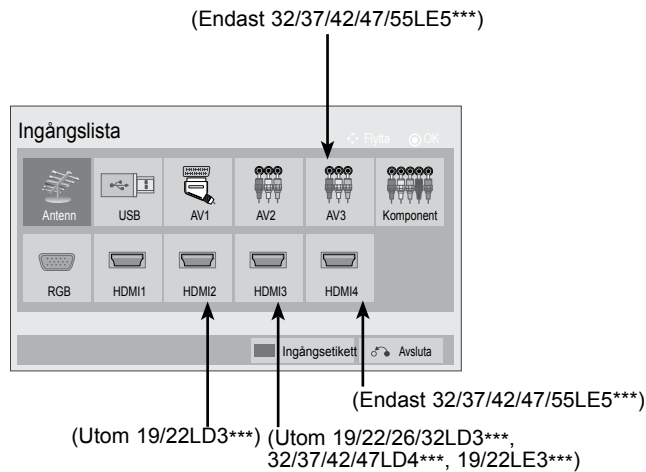 (Endast 32/37/42/47/55LE5***)
Ingångslista
Flytta OK
Antenn USB AV1 AV2 AV3 Komponent
RGB HDMI1 HDMI2 HDMI3 HDMI4
Ingångsetikett Avsluta
(Endast 32/37/42/47/55LE5***)
(Utom 19/22LD3***) (Utom 19/22/26/32LD3***,
32/37/42/47LD4***, 19/22LE3***)